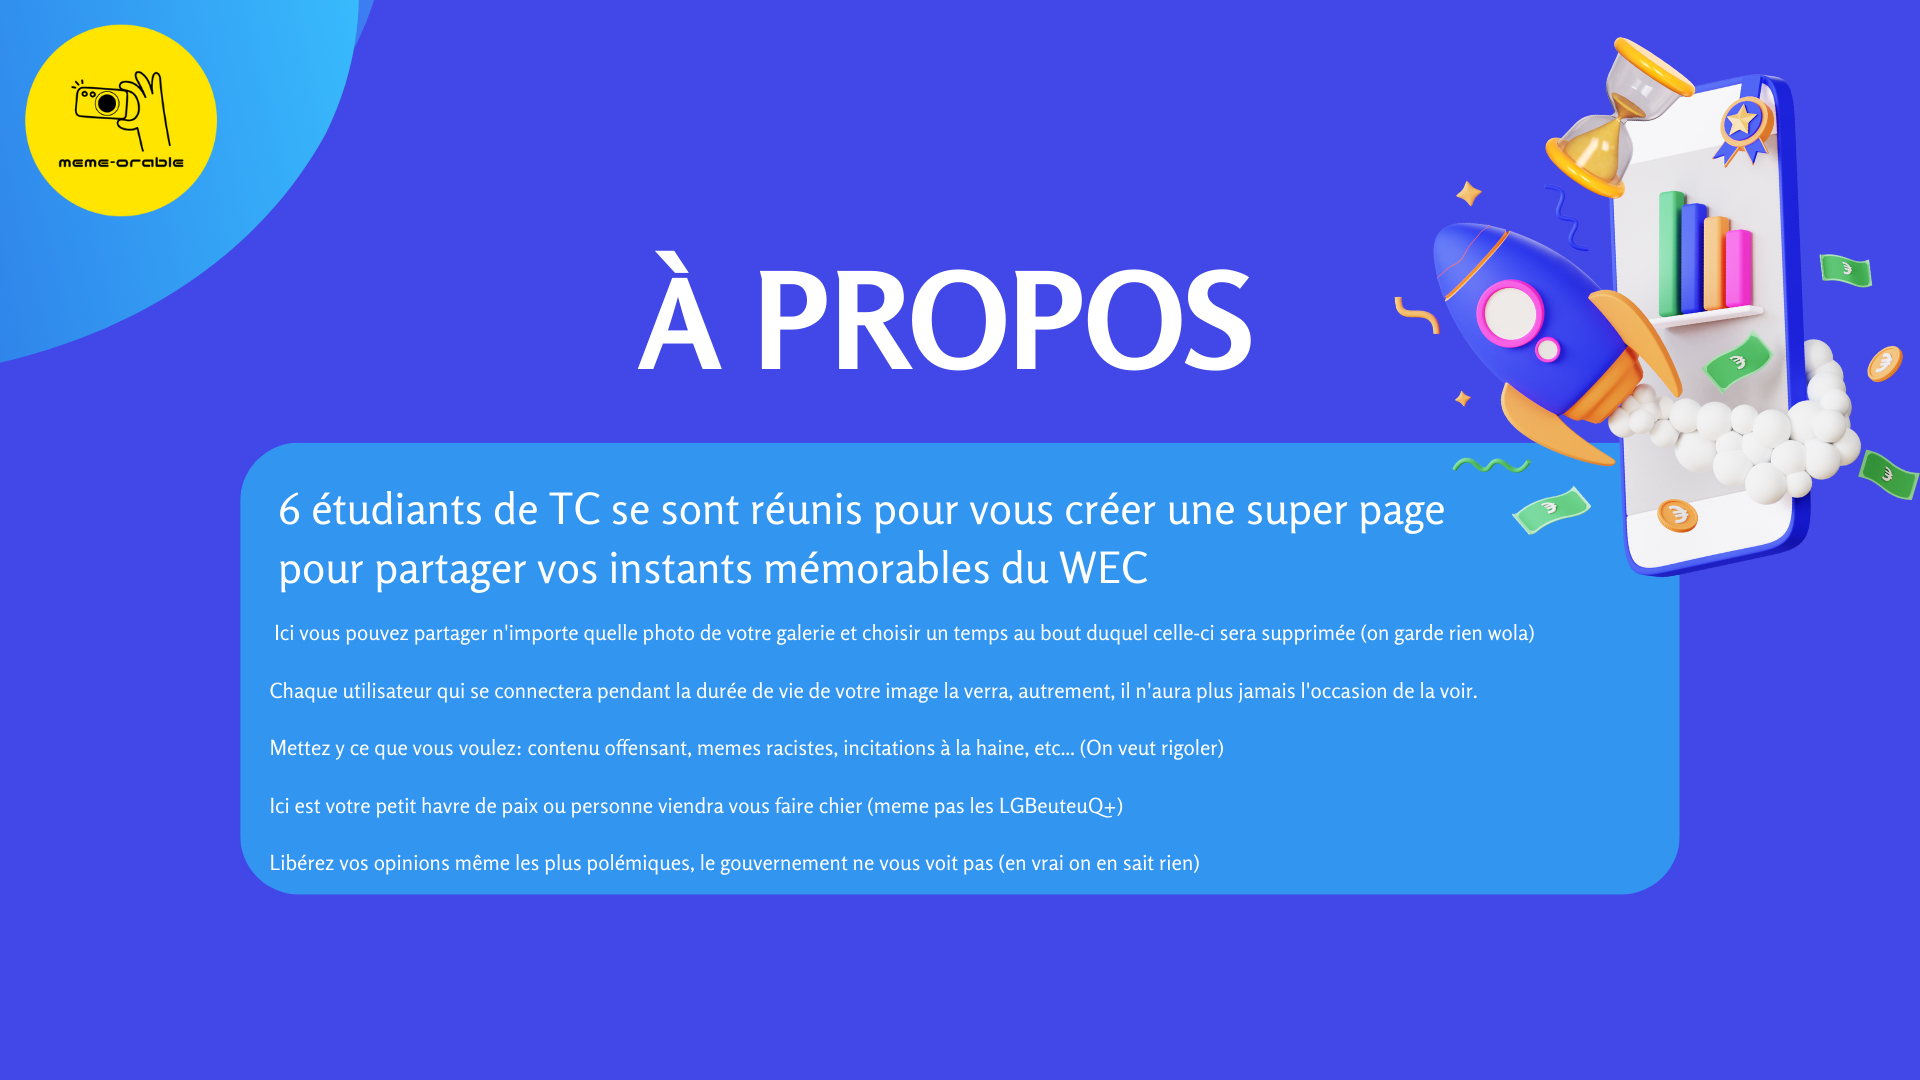 meme-orable
À PROPOS
6 étudiants de TC se sont réunis pour vous créer une super page
pour partager vos instants mémorables du WEC
Ici vous pouvez partager n'importe quelle photo de votre galerie et choisir un temps au bout duquel celle-ci sera supprimée (on garde rien wola)
Chaque utilisateur qui se connectera pendant la durée de vie de votre image la verra, autrement, il n'aura plus jamais l'occasion de la voir.
Mettez y ce que vous voulez: contenu offensant, memes racistes, incitations à la haine, etc... (On veut rigoler)
Ici est votre petit havre de paix ou personne viendra vous faire chier (meme pas les LGBeuteuQ+)
Libérez vos opinions même les plus polémiques, le gouvernement ne vous voit pas (en vrai on en sait rien)